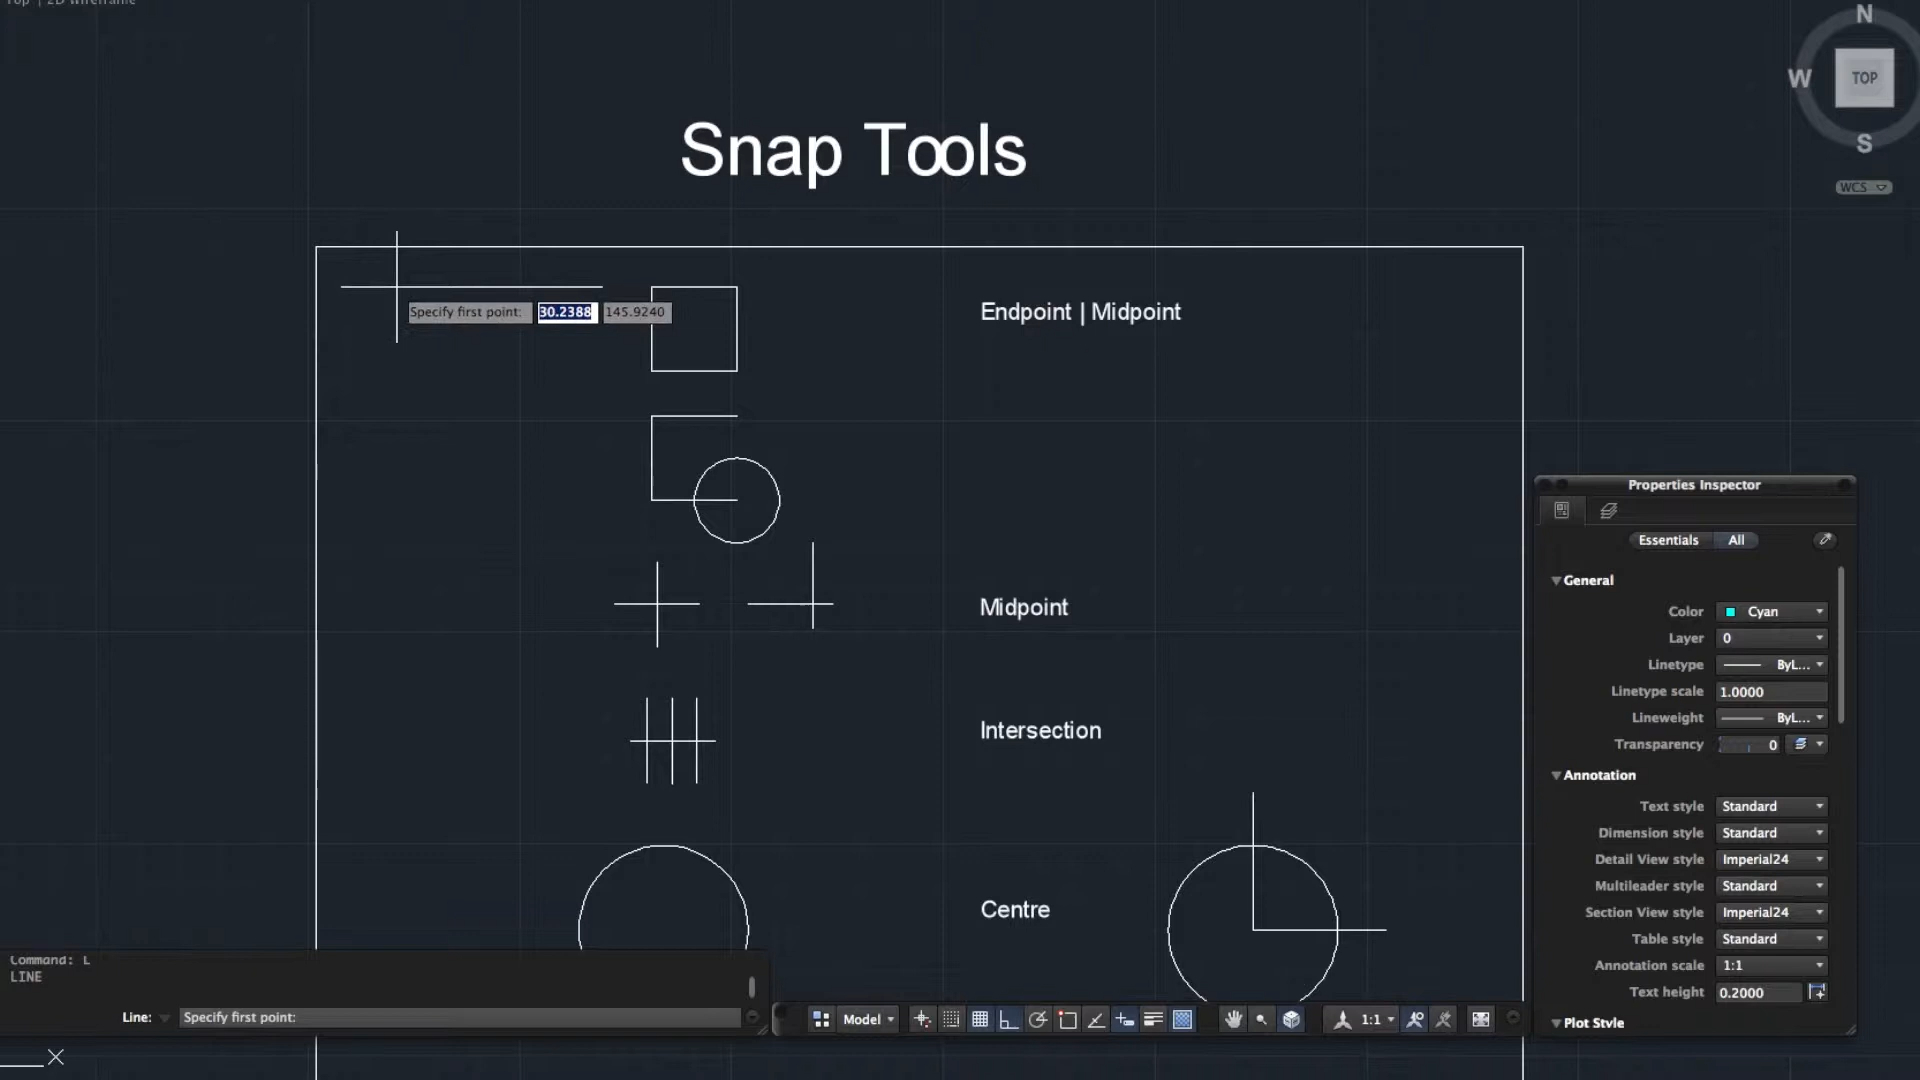 Top | 2D Wireframe
N
W
TOP
S
WCS
Snap Tools
Specify first point: 30.2388 145.9240
Endpoint | Midpoint
Midpoint
Intersection
Centre
Properties Inspector
Essentials All
General
Color Cyan
Layer 0
Linetype ByL...
Linetype scale 1.0000
Lineweight ByL...
Transparency 0
Annotation
Text style Standard
Dimension style Standard
Detail View style Imperial24
Multileader style Standard
Section View style Imperial24
Table style Standard
Annotation scale 1:1
Text height 0.2000
Plot Style
Command: L
LINE
Line: Specify first point:
Model
1:1